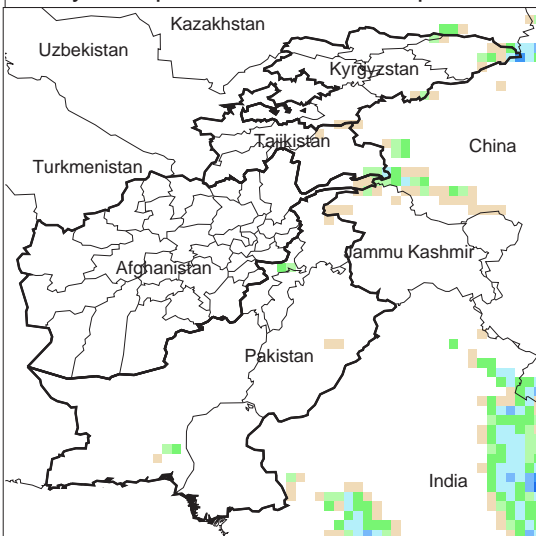 Kazakhstan
Uzbekistan
Kyrgyzstan
Tajikistan
China
Turkmenistan
Jammu Kashmir
Afghanistan
Pakistan
India